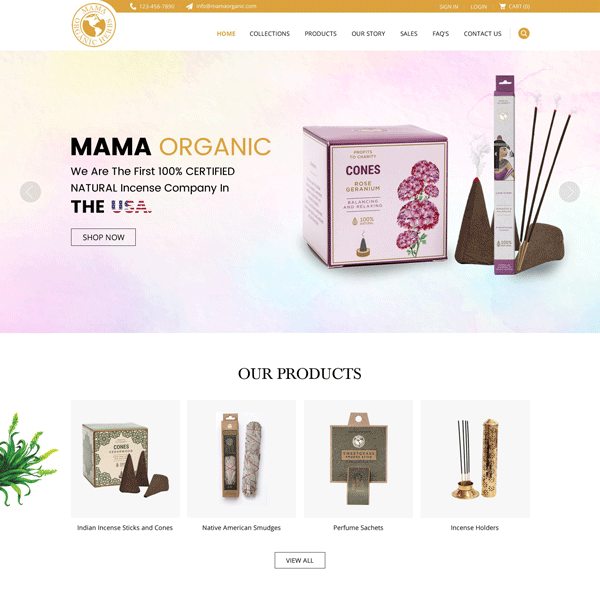 123-456-7890 info@mamaorganic.com SIGN IN LOGIN CART (0)
MAMA
ORGANIC HERBS
HOME COLLECTIONS PRODUCTS OUR STORY SALES FAQ'S CONTACT US
MAMA ORGANIC
We Are The First 100% CERTIFIED
NATURAL Incense Company In
THE USA.
SHOP NOW
PROFITS
TO CHARITY
CONES
ROSE
GERANIUM
BALANCING
AND RELAXING
100%
NATURAL
100%
OUR PRODUCTS
CONES
CEDARWOOD
SWEETGRASS
Indian Incense Sticks and Cones
Native American Smudges
Perfume Sachets
Incense Holders
VIEW ALL